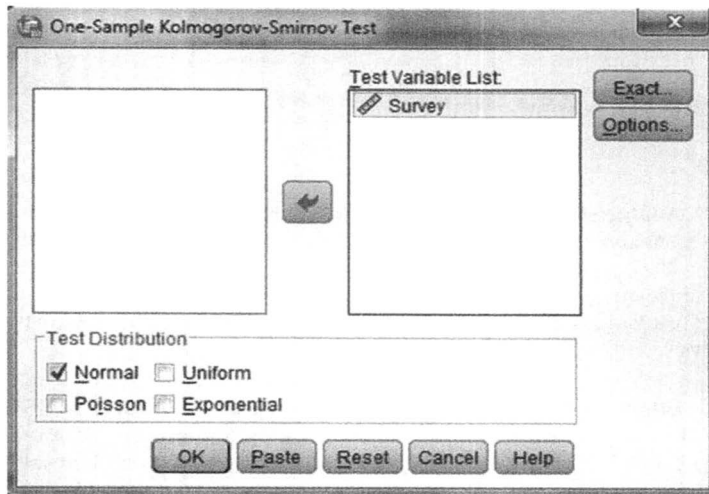 One-Sample Kolmogorov-Smirnov Test
Test Variable List:
Survey
Exact...
Options...
Test Distribution
Normal Uniform
Poisson Exponential
OK Paste Reset Cancel Help